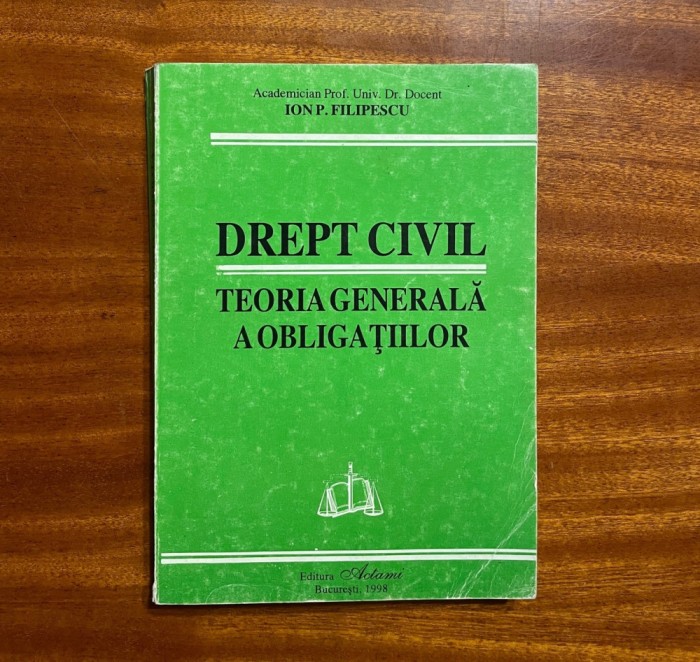 Academician Prof. Univ. Dr. Docent
ION P. FILIPESCU
DREPT CIVIL
TEORIA GENERALĂ
A OBLIGAŢIILOR
Editura Actami
Bucureşti, 1998